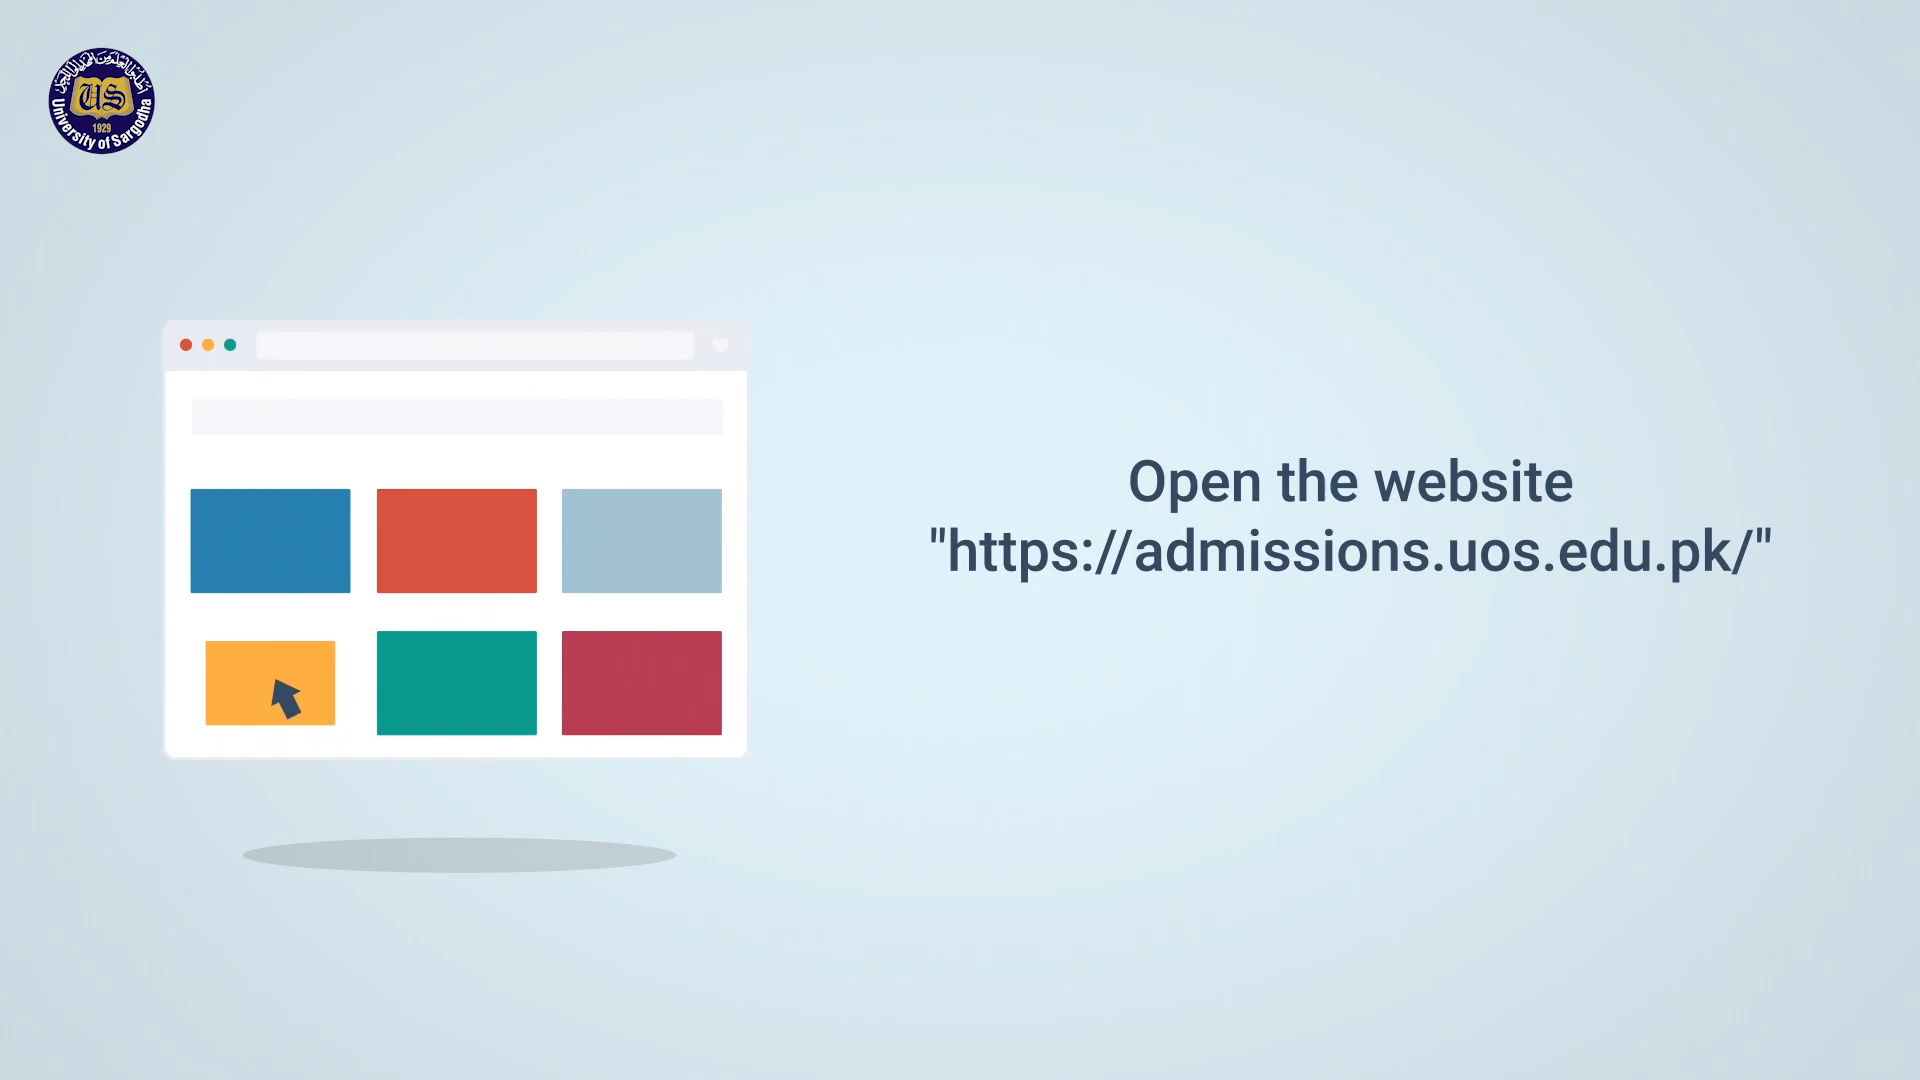 US
1929
University of Sargodha
Open the website
"https://admissions.uos.edu.pk/"